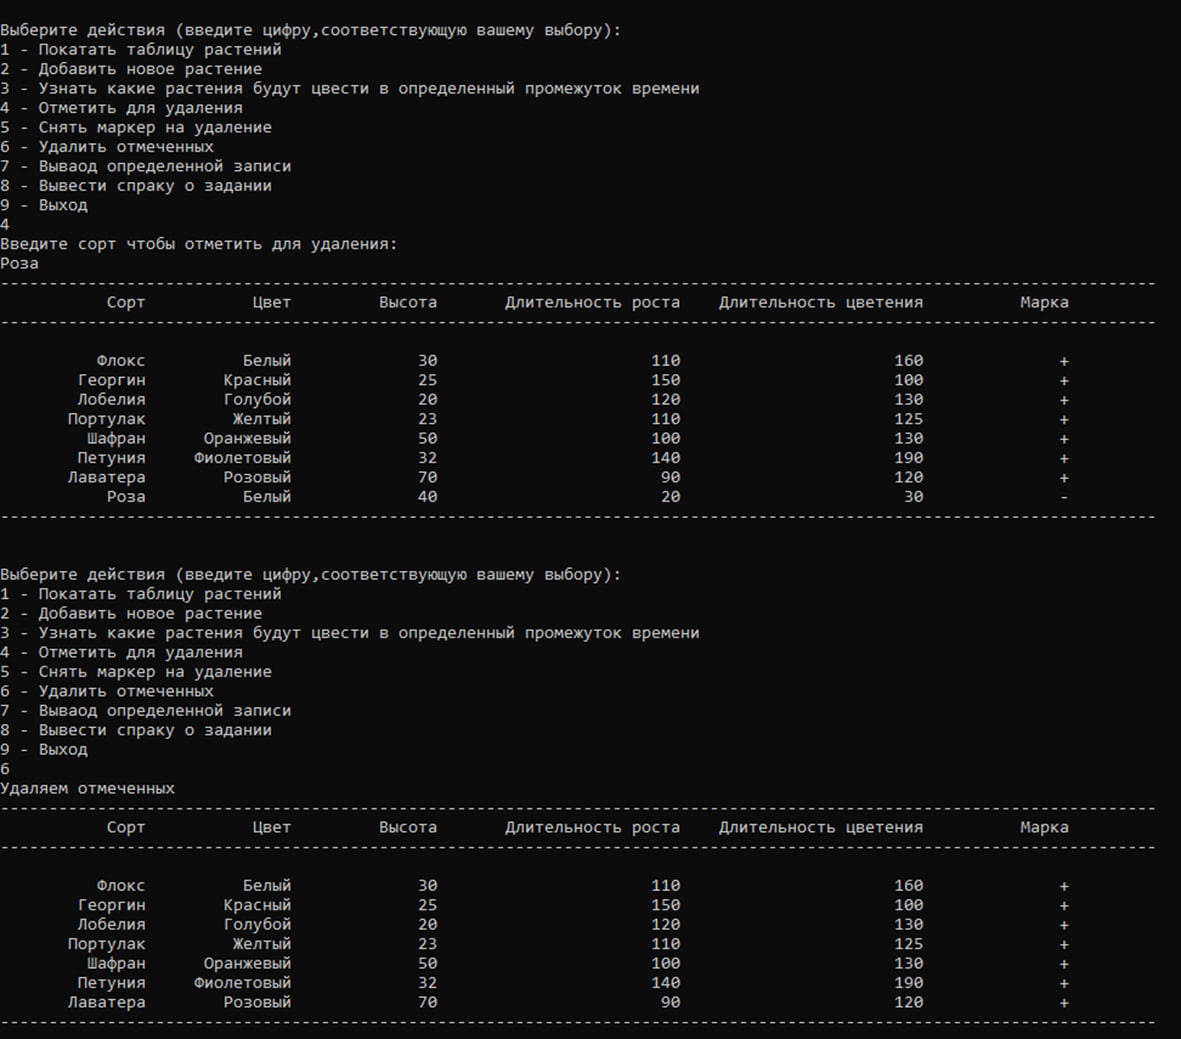 Выберите действия (введите цифру,соответствующую вашему выбору):
1 - Покатать таблицу растений
2 - Добавить новое растение
3 - Узнать какие растения будут цвести в определенный промежуток времени
4 - Отметить для удаления
5 - Снять маркер на удаление
6 - Удалить отмеченных
7 - Вываод определенной записи
8 - Вывести спраку о задании
9 - Выход
4
Введите сорт чтобы отметить для удаления:
Роза
Сорт Цвет Высота Длительность роста Длительность цветения Марка
Флокс Белый 30 110 160 +
Георгин Красный 25 150 100 +
Лобелия Голубой 20 120 130 +
Портулак Желтый 23 110 125 +
Шафран Оранжевый 50 100 130 +
Петуния Фиолетовый 32 140 190 +
Лаватера Розовый 70 90 120 +
Роза Белый 40 20 30 -
Выберите действия (введите цифру,соответствующую вашему выбору):
1 - Покатать таблицу растений
2 - Добавить новое растение
3 - Узнать какие растения будут цвести в определенный промежуток времени
4 - Отметить для удаления
5 - Снять маркер на удаление
6 - Удалить отмеченных
7 - Вываод определенной записи
8 - Вывести спраку о задании
9 - Выход
6
Удаляем отмеченных
Сорт Цвет Высота Длительность роста Длительность цветения Марка
Флокс Белый 30 110 160 +
Георгин Красный 25 150 100 +
Лобелия Голубой 20 120 130 +
Портулак Желтый 23 110 125 +
Шафран Оранжевый 50 100 130 +
Петуния Фиолетовый 32 140 190 +
Лаватера Розовый 70 90 120 +